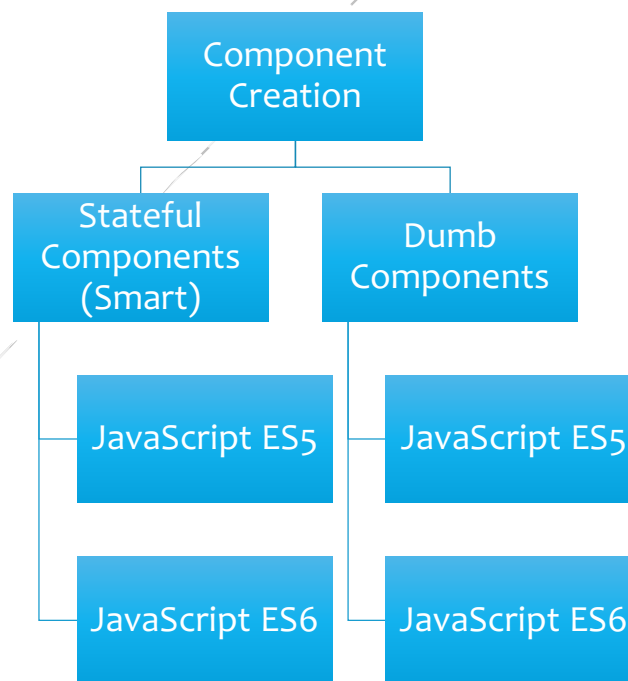 Component
Creation
Stateful
Components
(Smart)
Dumb
Components
JavaScript ES5
JavaScript ES5
JavaScript ES6
JavaScript ES6